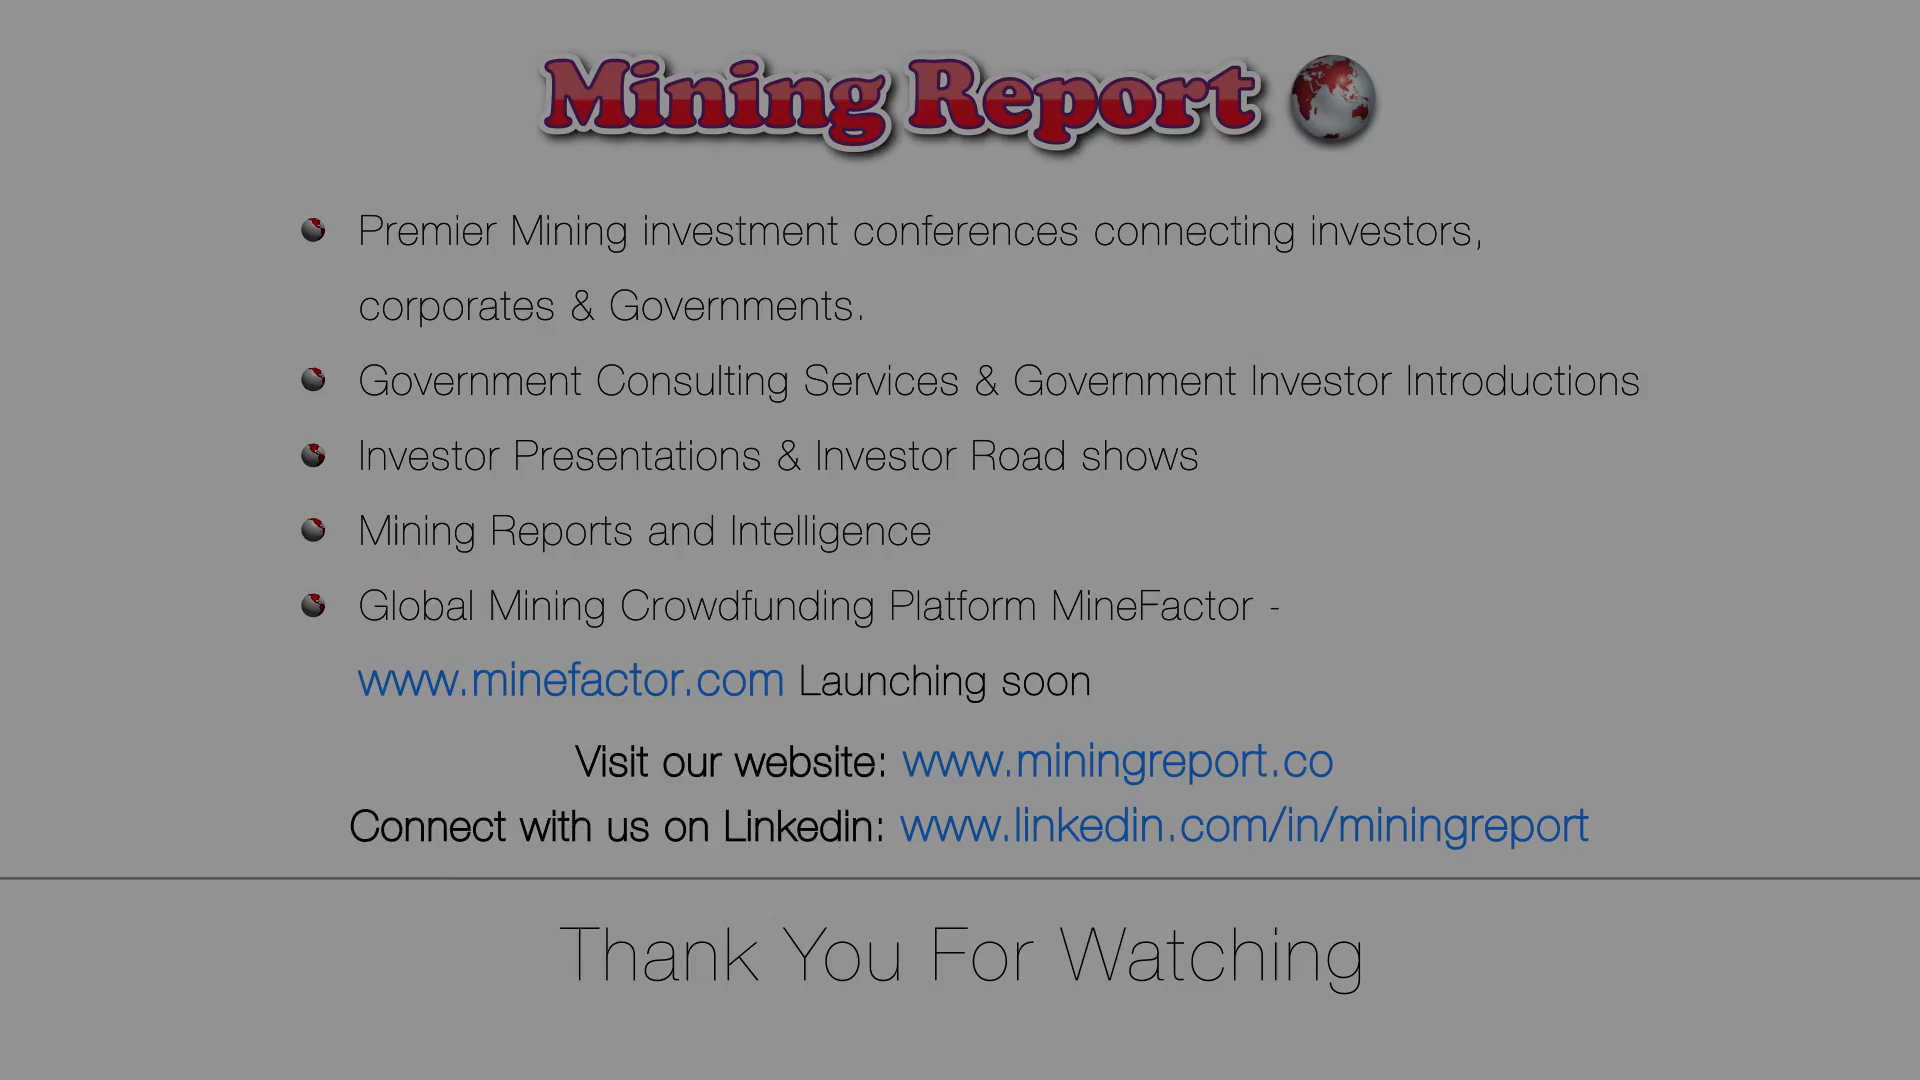 Mining Report
Premier Mining investment conferences connecting investors,
corporates & Governments.
Government Consulting Services & Government Investor Introductions
Investor Presentations & Investor Road shows
Mining Reports and Intelligence
Global Mining Crowdfunding Platform MineFactor -
www.minefactor.com Launching soon
Visit our website: www.miningreport.co
Connect with us on Linkedin: www.linkedin.com/in/miningreport
Thank You For Watching